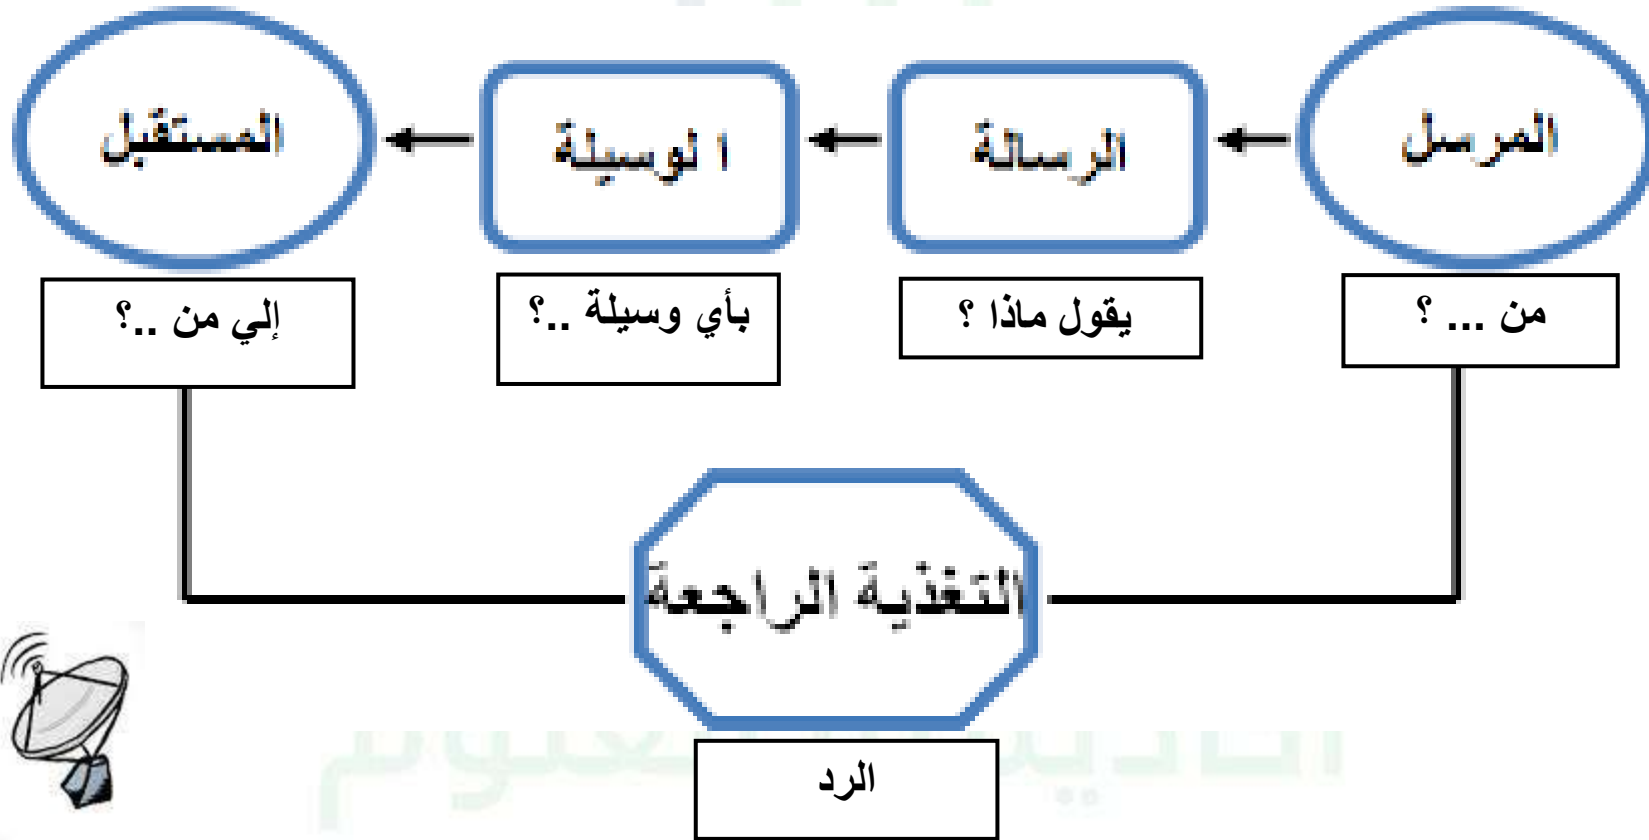 المرسل
الرسالة
ا لوسيلة
المستقبل
من ... ؟
يقول ماذا ؟
بأي وسيلة ..؟
إلي من ..؟
التغذية الراجعة
الرد